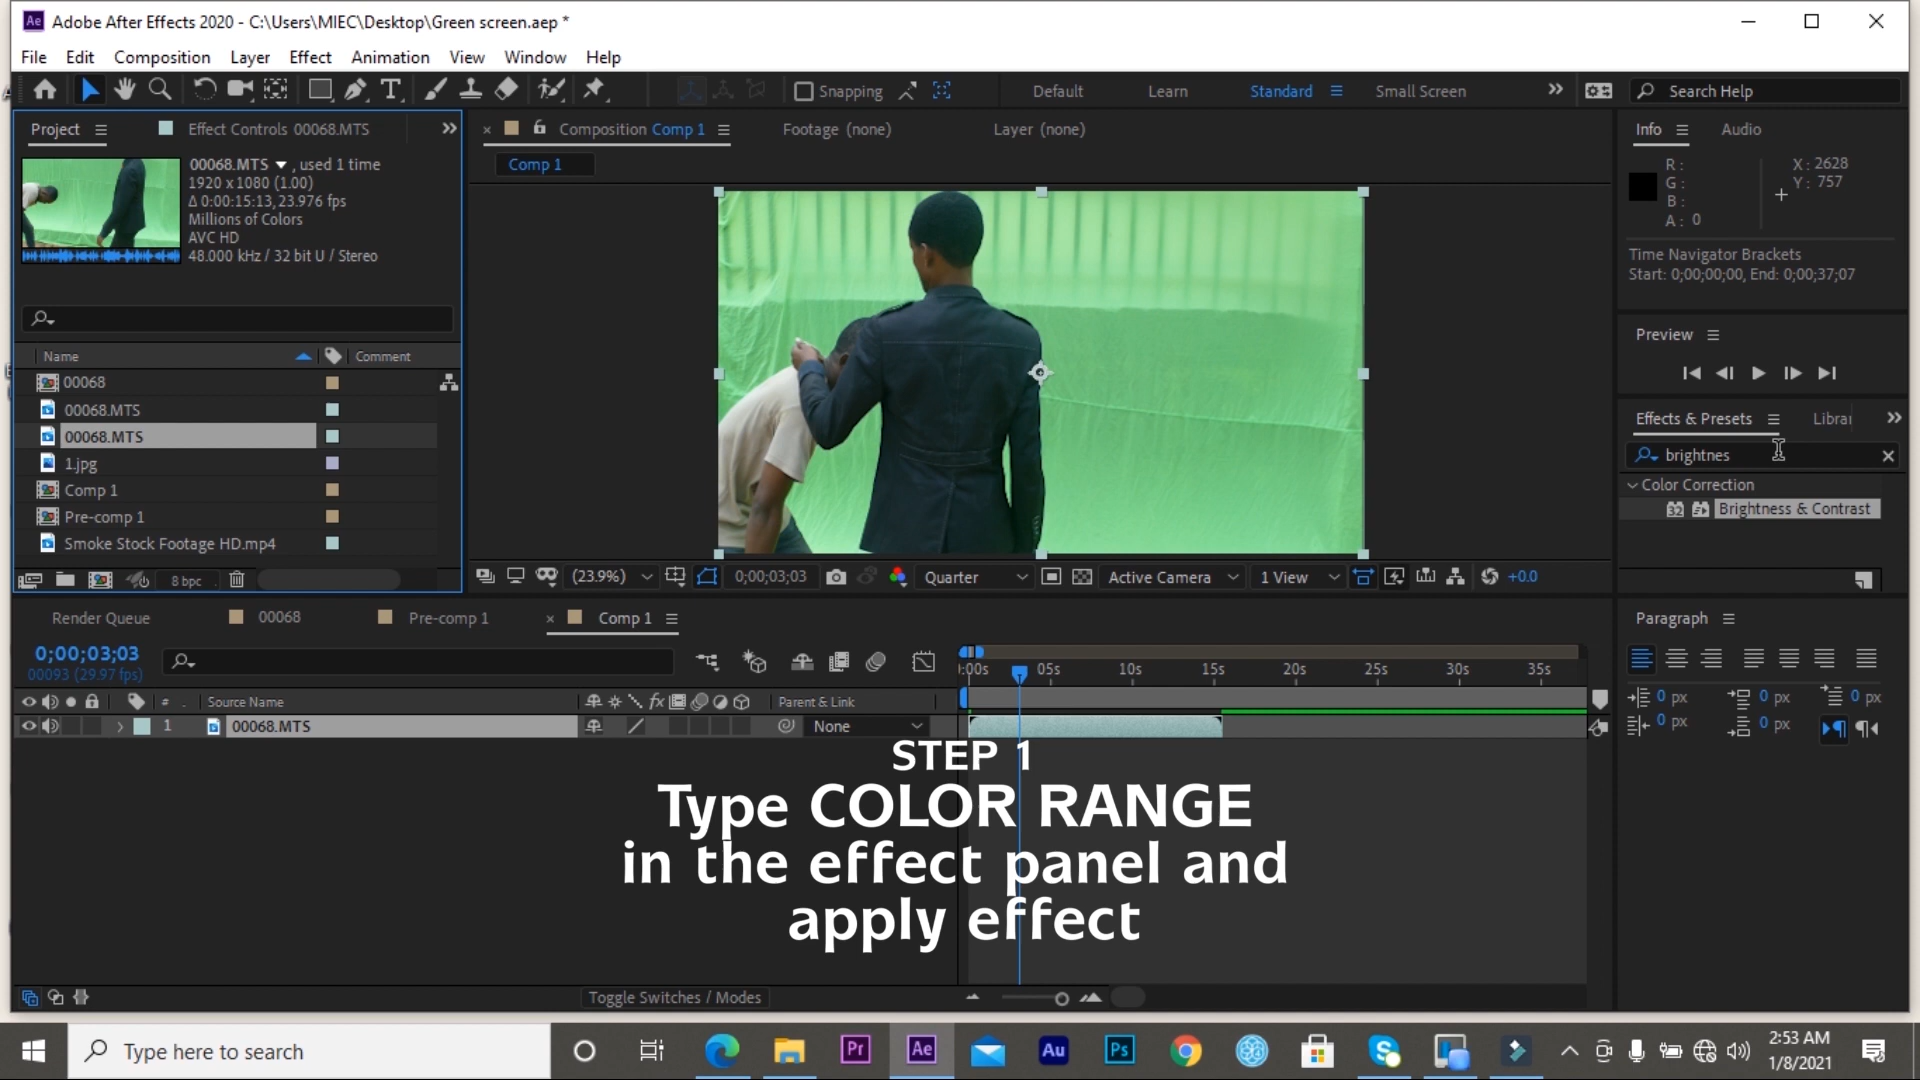 Ae Adobe After Effects 2020 - C:\Users\MIEC\Desktop\Green screen.aep *
File Edit Composition Layer Effect Animation View Window Help
Snapping Default Learn Standard Small Screen Search Help
Project Effect Controls 00068.MTS
Composition Comp 1 Footage (none) Layer (none)
Info Audio
00068.MTS , used 1 time
1920 x 1080 (1.00)
Δ 0:00:15:13, 23.976 fps
Millions of Colors
AVC HD
48.000 kHz / 32 bit U / Stereo
Comp 1
R :
G :
B :
A : 0
X : 2628
Y : 757
Time Navigator Brackets
Start: 0;00;00;00, End: 0;00;37;07
Preview
Name Comment
00068
00068.MTS
00068.MTS
1.jpg
Comp 1
Pre-comp 1
Smoke Stock Footage HD.mp4
8 bpc
Effects & Presets Librar
brightnes
Color Correction
32 Brightness & Contrast
(23.9%) 0;00;03;03 Quarter Active Camera 1 View +0.0
Render Queue 00068 Pre-comp 1 Comp 1
Paragraph
0;00;03;03
00093 (29.97 fps)
):00s 05s 10s 15s 20s 25s 30s 35s
# Source Name fx Parent & Link
1 00068.MTS None
0 px 0 px 0 px
0 px 0 px
STEP 1
Type COLOR RANGE
in the effect panel and
apply effect
Toggle Switches / Modes
Type here to search
Pr Ae Au Ps
2:53 AM
1/8/2021